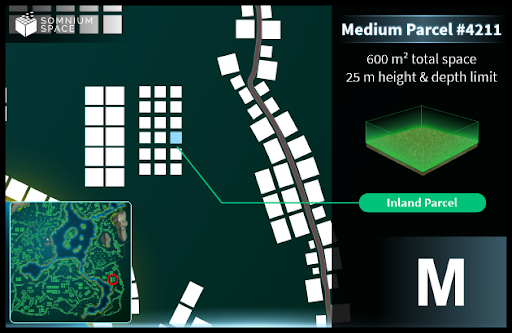 SOMNIUM
SPACE
Medium Parcel #4211
600 m² total space
25 m height & depth limit
Inland Parcel
M